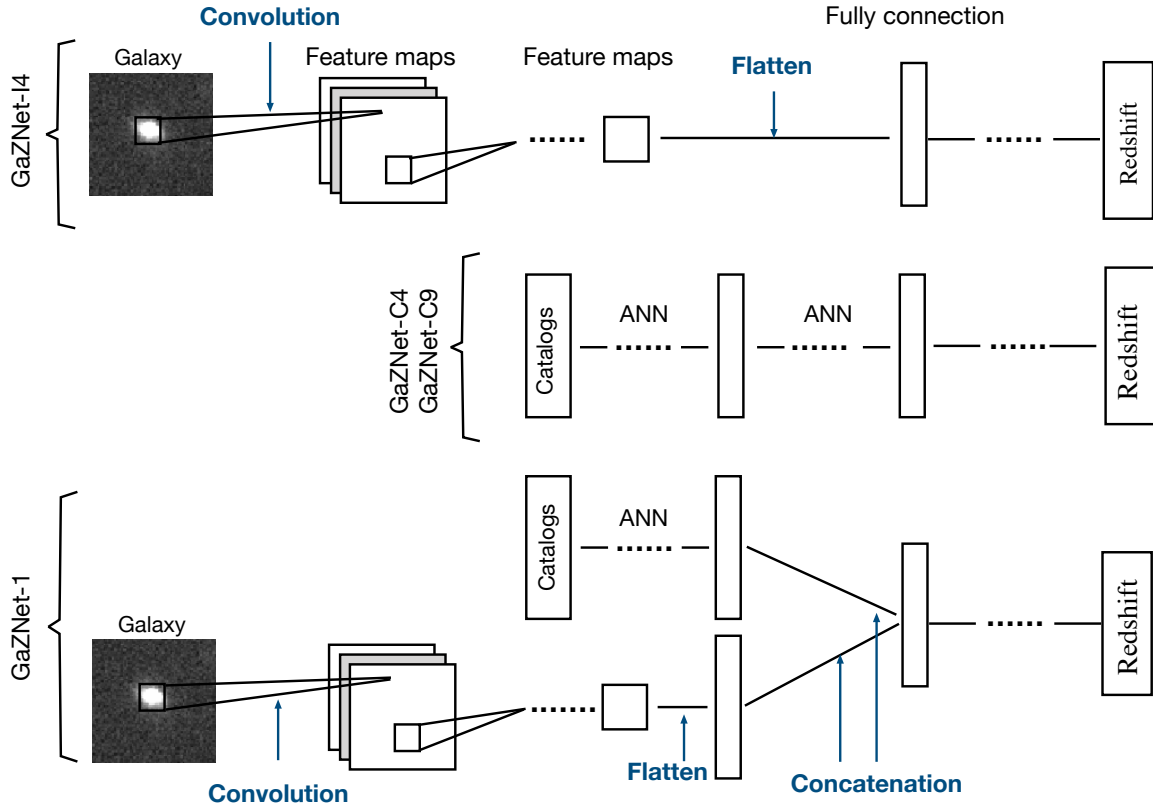 Convolution
Fully connection
Galaxy
Feature maps
Feature maps
Flatten
GaZNet-I4
Redshift
GaZNet-C4
GaZNet-C9
Catalogs
ANN
ANN
Redshift
GaZNet-1
Catalogs
ANN
Galaxy
Redshift
Convolution
Flatten
Concatenation